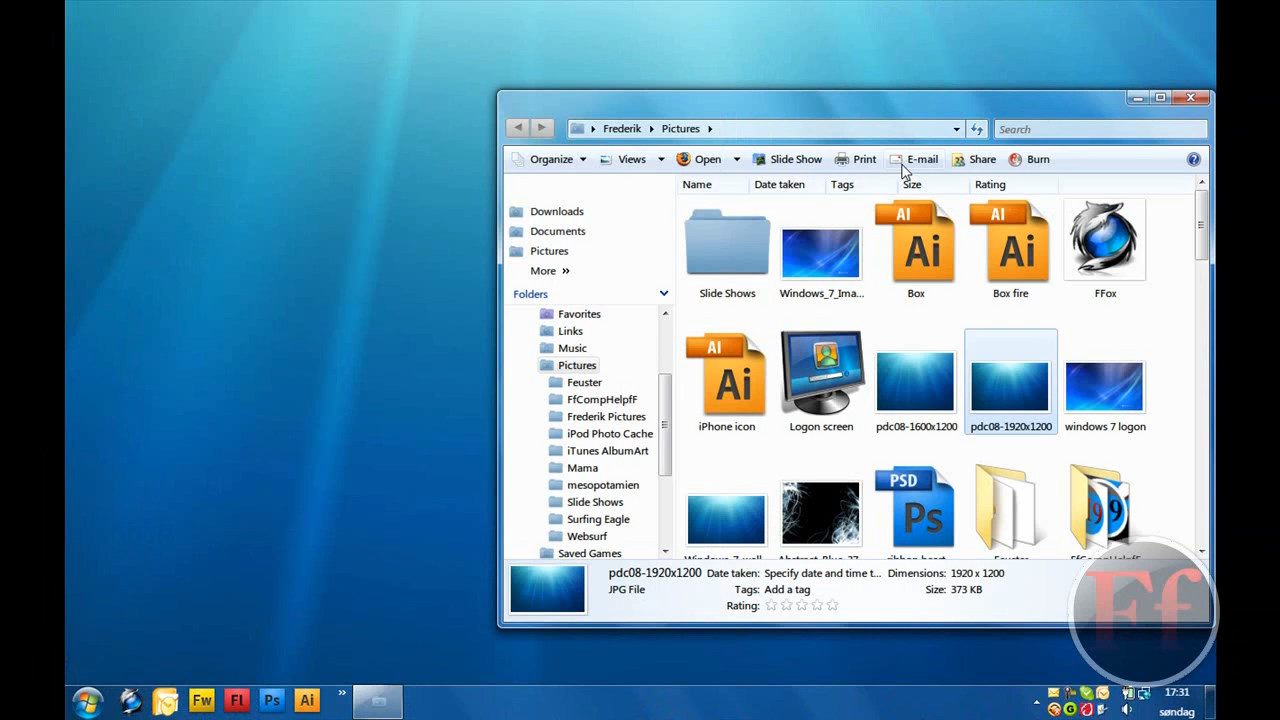 Frederik Pictures
Search
Organize Views Open Slide Show Print E-mail Share Burn
Name Date taken Tags Size Rating
Downloads
Documents
Pictures
More »
Folders
Favorites
Links
Music
Pictures
Feuster
FfCompHelpfF
Frederik Pictures
iPod Photo Cache
iTunes AlbumArt
Mama
mesopotamien
Slide Shows
Surfing Eagle
Websurf
Saved Games
AI AI
Ai Ai
Slide Shows Windows_7_Ima... Box Box fire FFox
AI
Ai
iPhone icon Logon screen pdc08-1600x1200 pdc08-1920x1200 windows 7 logon
PSD
Ps
pdc08-1920x1200 Date taken: Specify date and time t... Dimensions: 1920 x 1200
JPG File Tags: Add a tag Size: 373 KB
Rating:
Ff
Fw Fl Ps Ai »
17:31
søndag